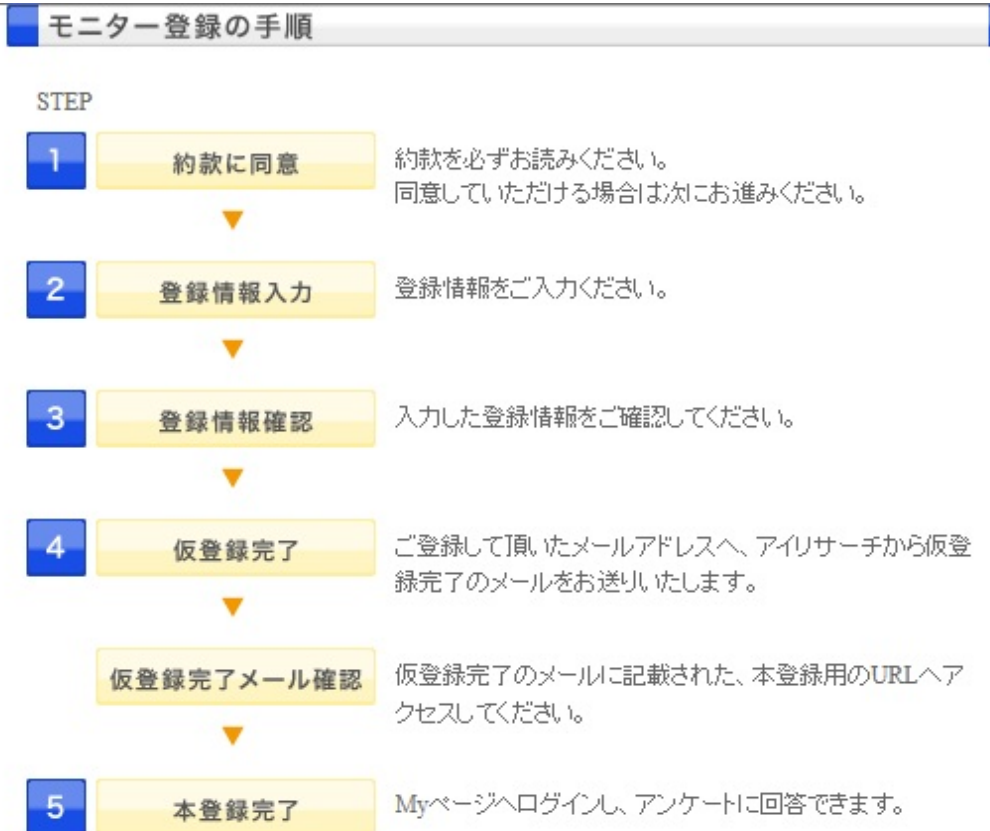 モニター登録の手順
STEP
1 約款に同意
約款を必ずお読みください。
同意していただける場合は次にお進みください。
2 登録情報入力
登録情報をご入力ください。
3 登録情報確認
入力した登録情報をご確認してください。
4 仮登録完了
ご登録して頂いたメールアドレスへ、アイリサーチから仮登
録完了のメールをお送りいたします。
仮登録完了メール確認
仮登録完了のメールに記載された、本登録用のURLへア
クセスしてください。
5 本登録完了
Myページへログインし、アンケートに回答できます。